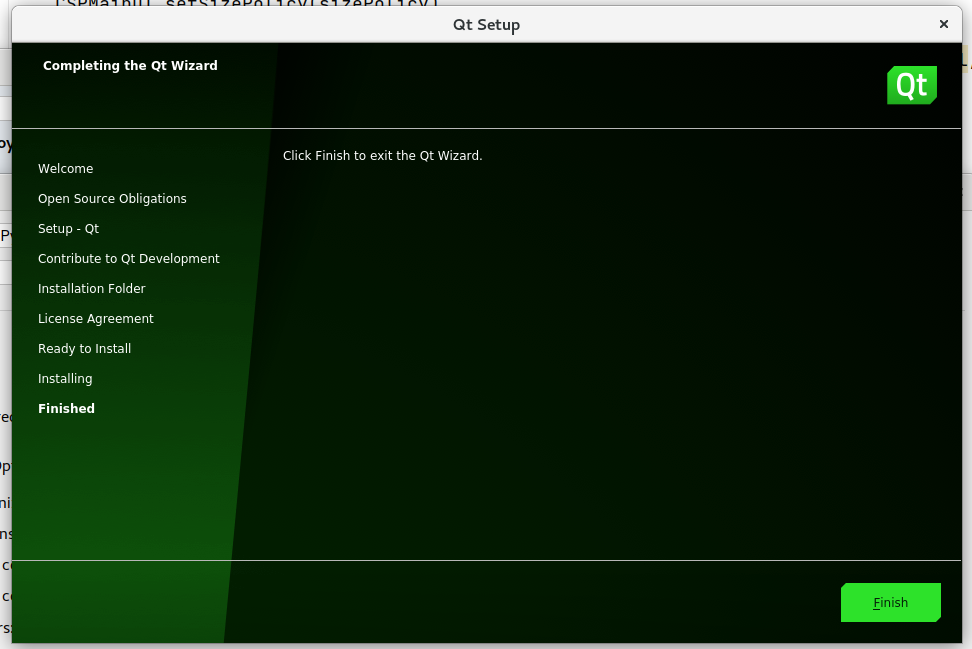 Qt Setup
Completing the Qt Wizard
Qt
Click Finish to exit the Qt Wizard.
Welcome
Open Source Obligations
Setup - Qt
Contribute to Qt Development
Installation Folder
License Agreement
Ready to Install
Installing
Finished
Finish